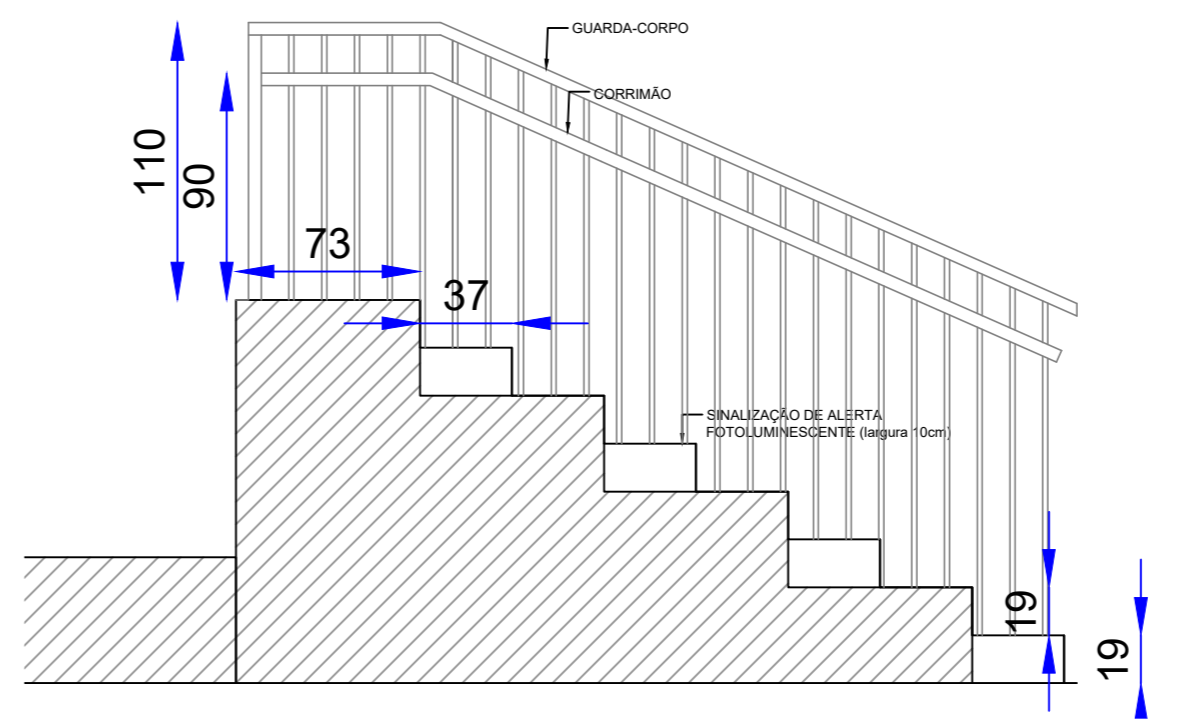 GUARDA-CORPO
CORRIMÃO
110
90
73
37
SINALIZAÇÃO DE ALERTA
FOTOLUMINESCENTE (largura 10cm)
19
19